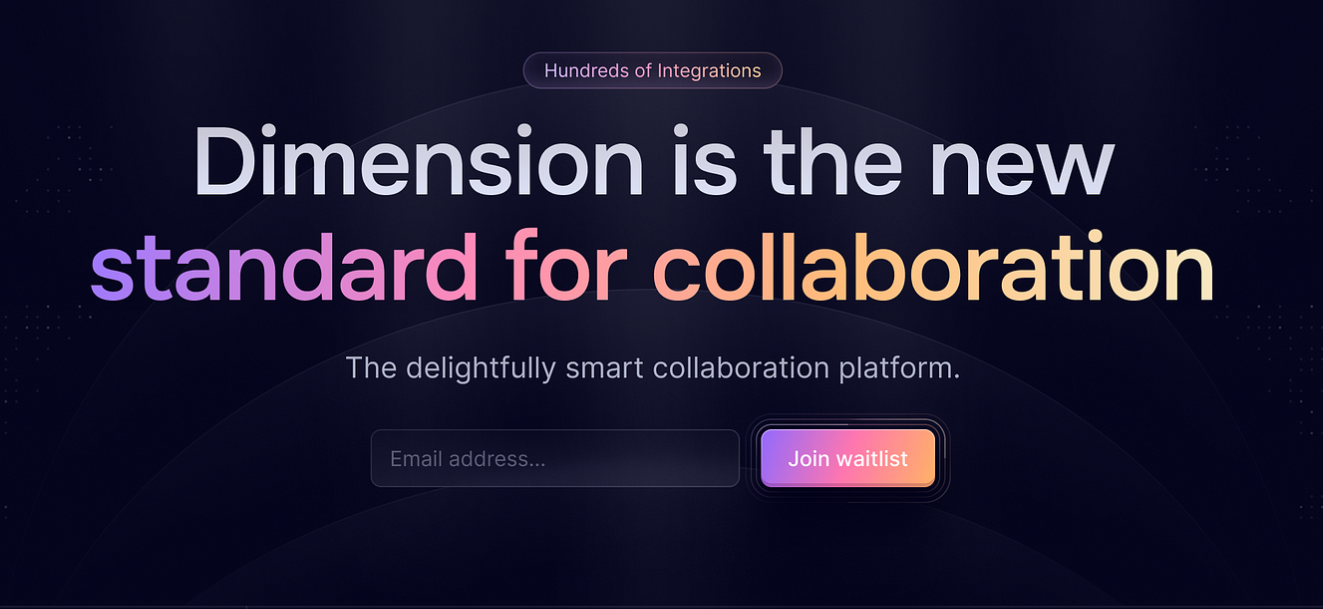 Hundreds of Integrations
Dimension is the new
standard for collaboration
The delightfully smart collaboration platform.
Email address...
Join waitlist